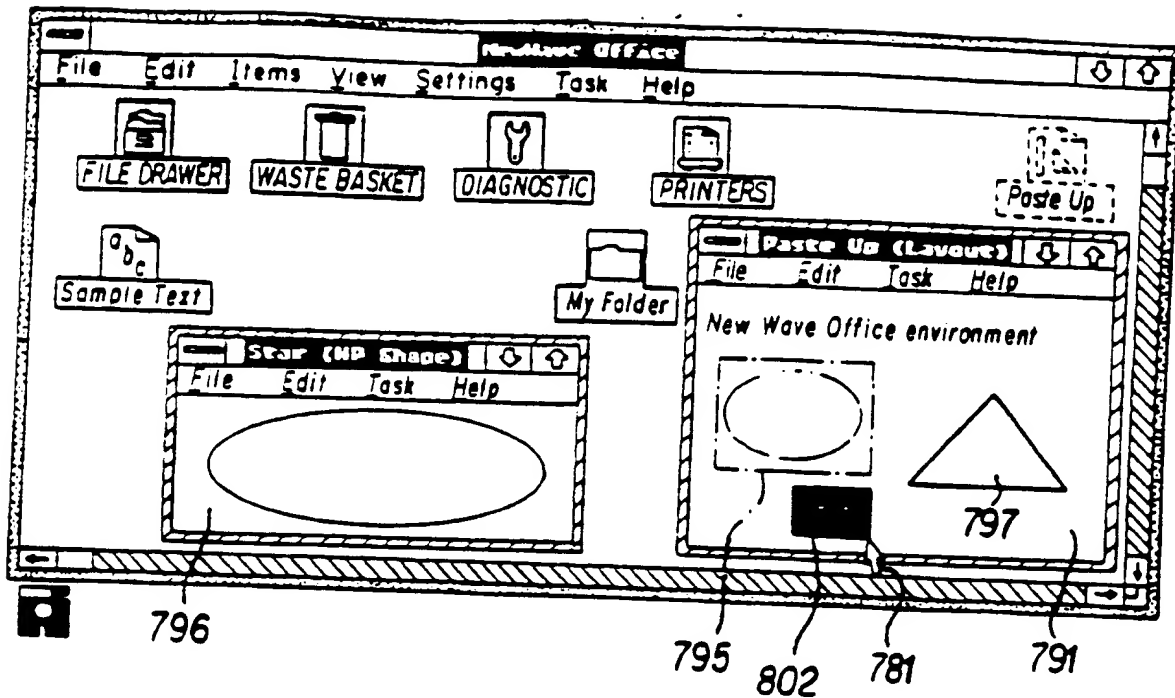 NewWave Office
File Edit Items View Settings Task Help
FILE DRAWER WASTE BASKET DIAGNOSTIC PRINTERS Paste Up
abc
Sample Text
My Folder
Paste Up (Layout)
File Edit Task Help
New Wave Office environment
Star (HP Shape)
File Edit Task Help
797
796 795 802 781 791